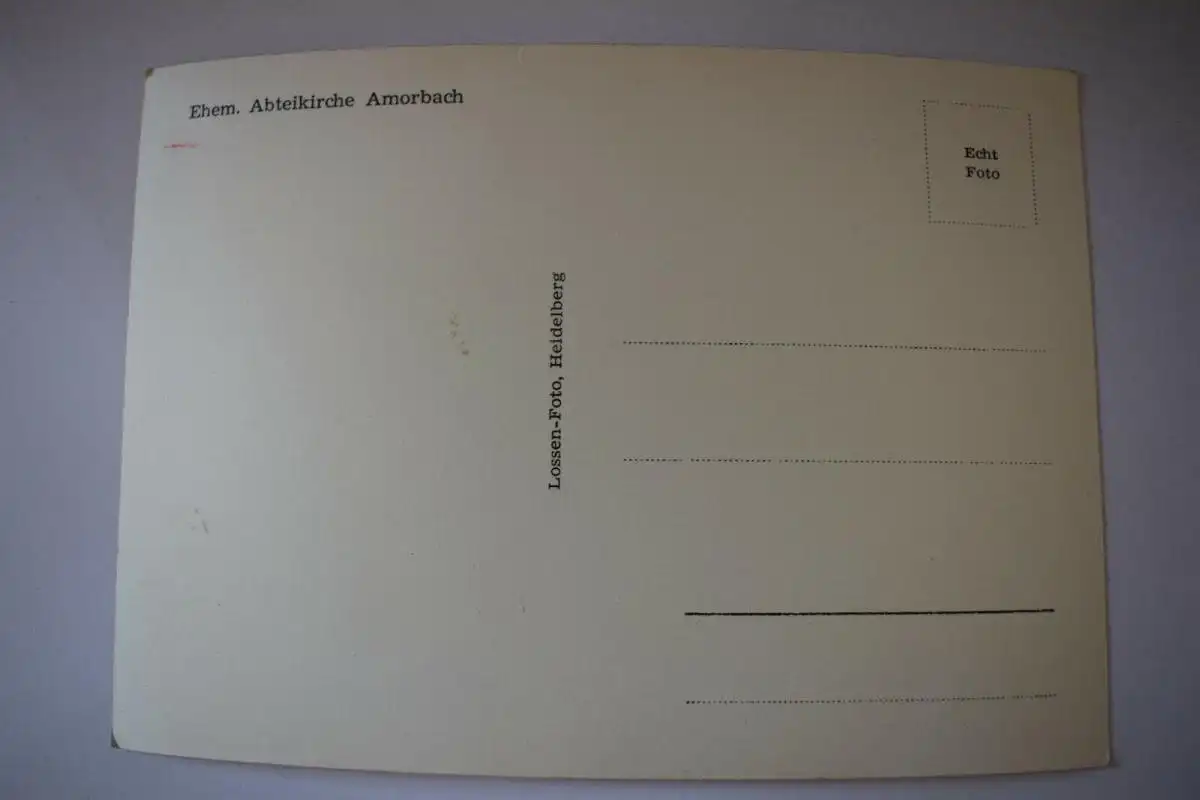 Ehem. Abteikirche Amorbach
Echt
Foto
Lossen-Foto, Heidelberg